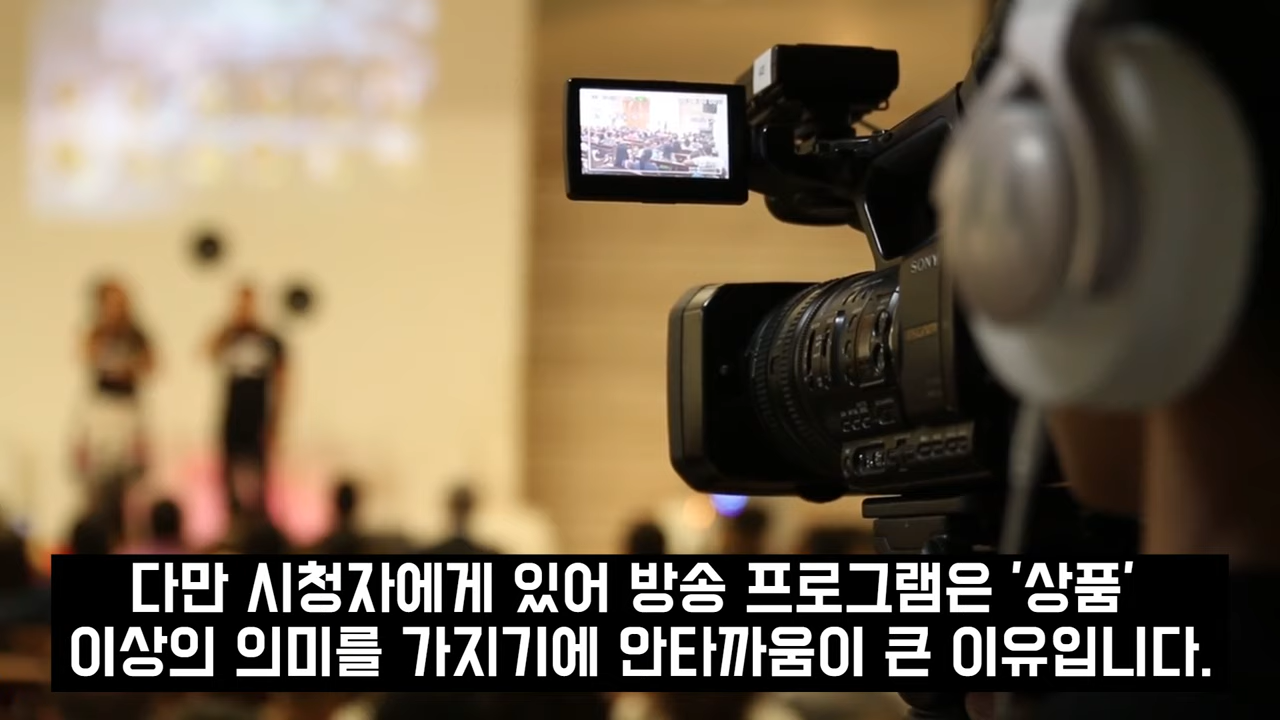 SONY
다만 시청자에게 있어 방송 프로그램은 '상품'
이상의 의미를 가지기에 안타까움이 큰 이유입니다.